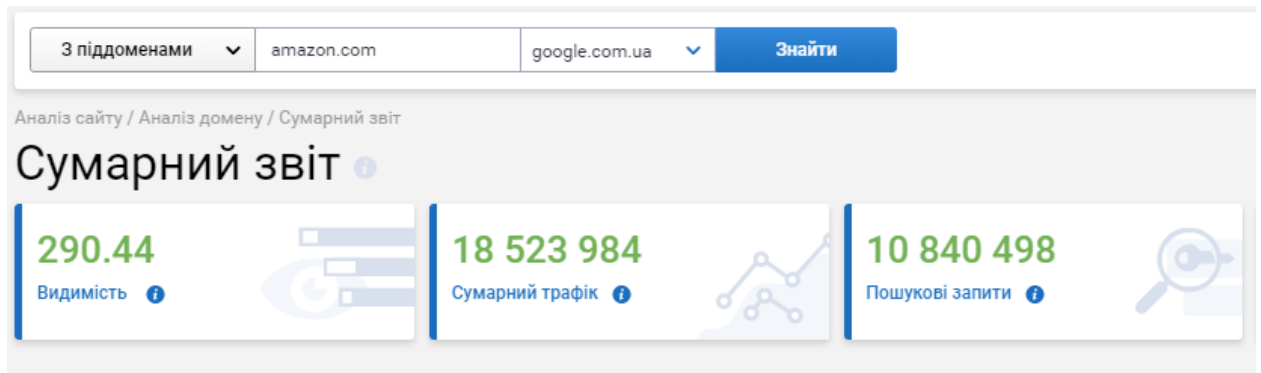 З піддоменами amazon.com google.com.ua Знайти
Аналіз сайту / Аналіз домену / Сумарний звіт
Сумарний звіт
290.44 18 523 984 10 840 498
Видимість Сумарний трафік Пошукові запити